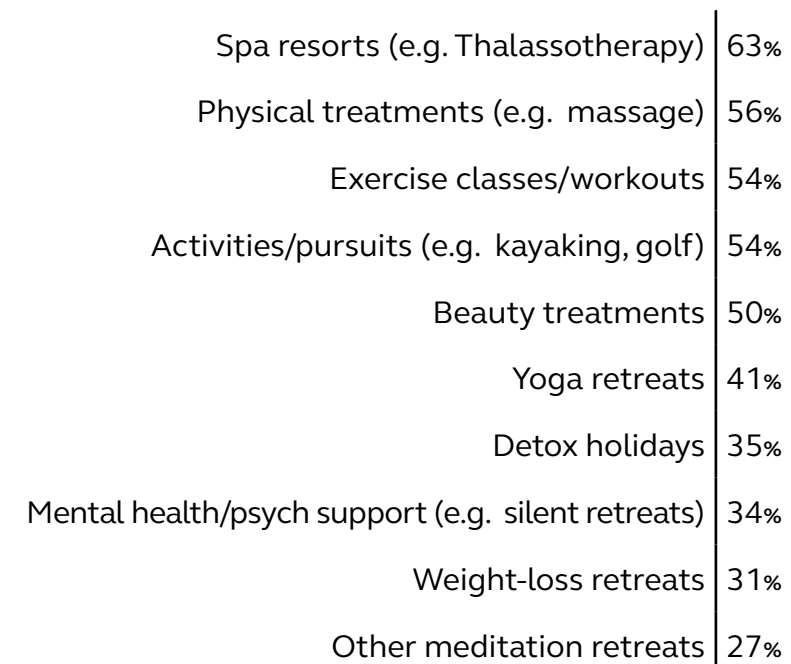 Spa resorts (e.g. Thalassotherapy) 63%
Physical treatments (e.g. massage) 56%
Exercise classes/workouts 54%
Activities/pursuits (e.g. kayaking, golf) 54%
Beauty treatments 50%
Yoga retreats 41%
Detox holidays 35%
Mental health/psych support (e.g. silent retreats) 34%
Weight-loss retreats 31%
Other meditation retreats 27%